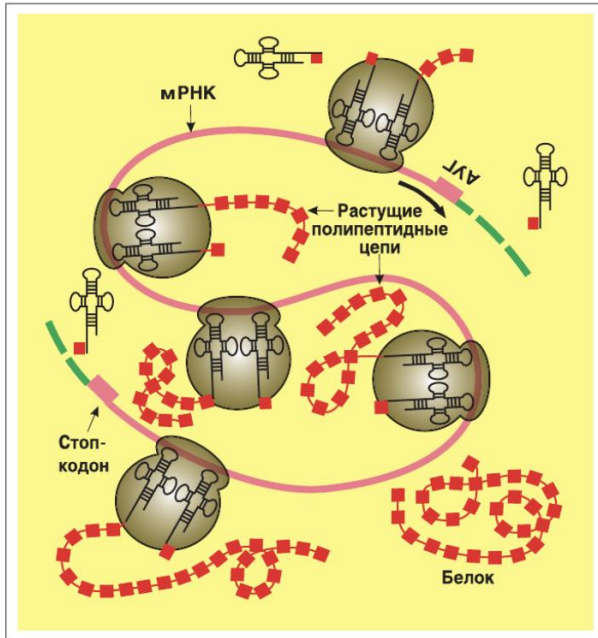 мРНК
АУГ
Растущие
полипептидные
цепи
Стоп-
кодон
Белок